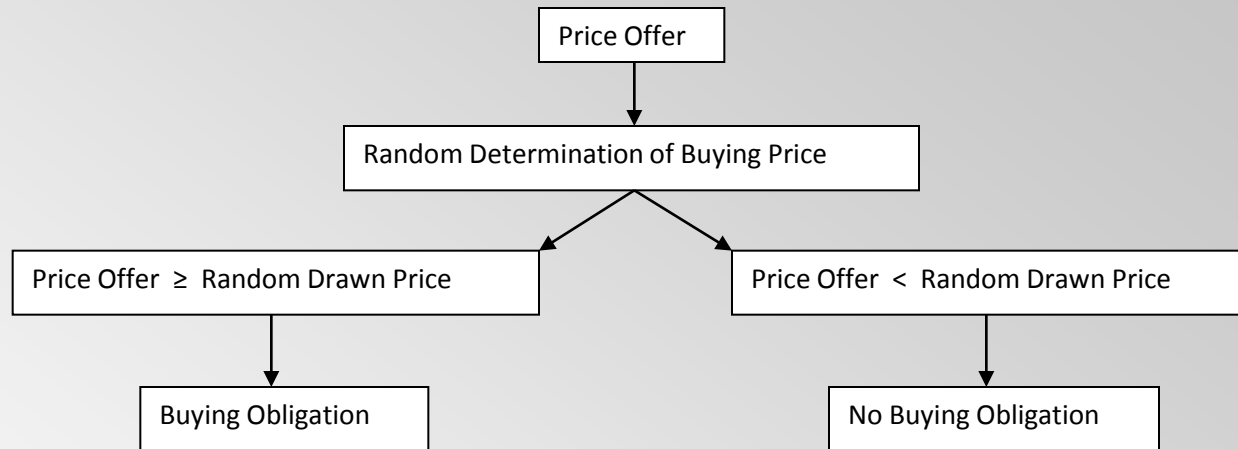 Price Offer
Random Determination of Buying Price
Price Offer ≥ Random Drawn Price
Price Offer < Random Drawn Price
Buying Obligation
No Buying Obligation